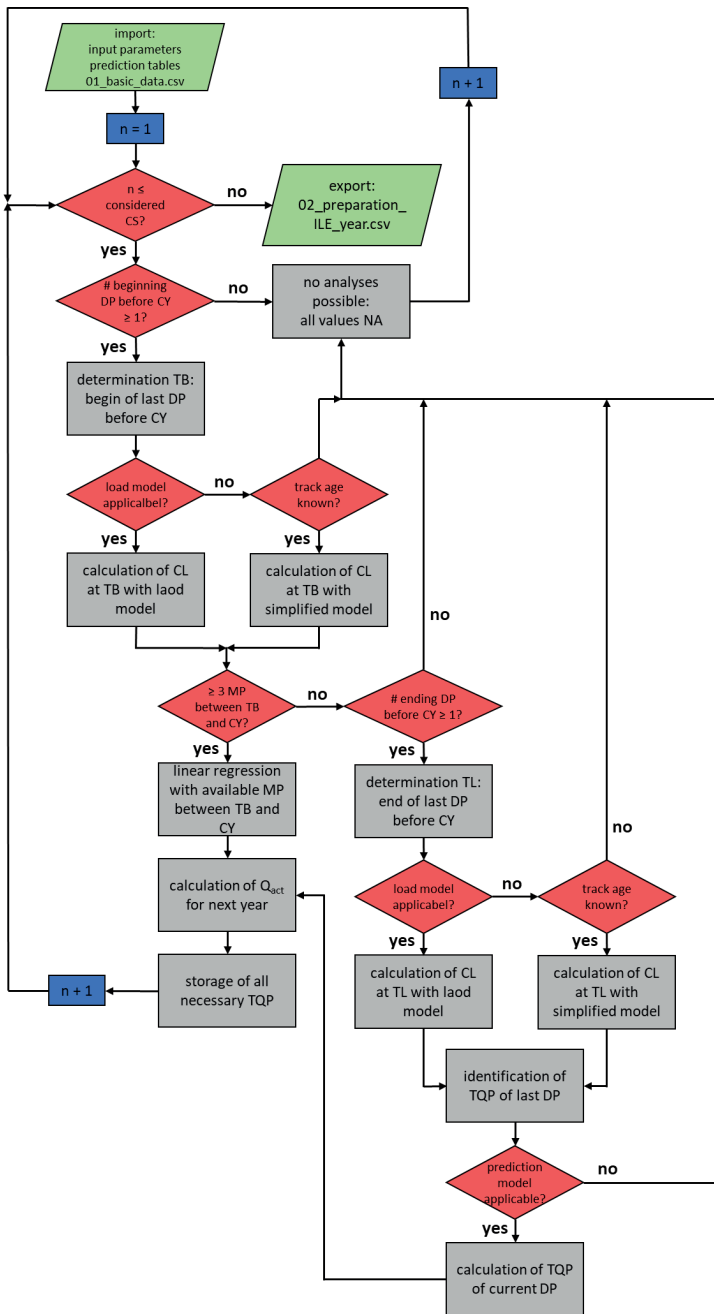 import:
input parameters
prediction tables
01_basic_data.csv
n + 1
n = 1
n ≤
considered
CS?
no
export:
02_preparation_
ILE_year.csv
yes
# beginning
DP before CY
≥ 1?
no
no analyses
possible:
all values NA
yes
determination TB:
begin of last DP
before CY
load model
applicalbel?
no
track age
known?
yes
yes
calculation of CL
at TB with laod
model
calculation of CL
at TB with
simplified model
no
≥ 3 MP
between TB
and CY?
no
# ending DP
before CY ≥ 1?
yes
yes
linear regression
with available MP
between TB and
CY
determination TL:
end of last DP
before CY
no
calculation of Qact
for next year
load model
applicabel?
no
track age
known?
yes
yes
storage of all
necessary TQP
n + 1
calculation of CL
at TL with laod
model
calculation of CL
at TL with
simplified model
identification of
TQP of last DP
prediction
model
applicable?
no
yes
calculation of TQP
of current DP